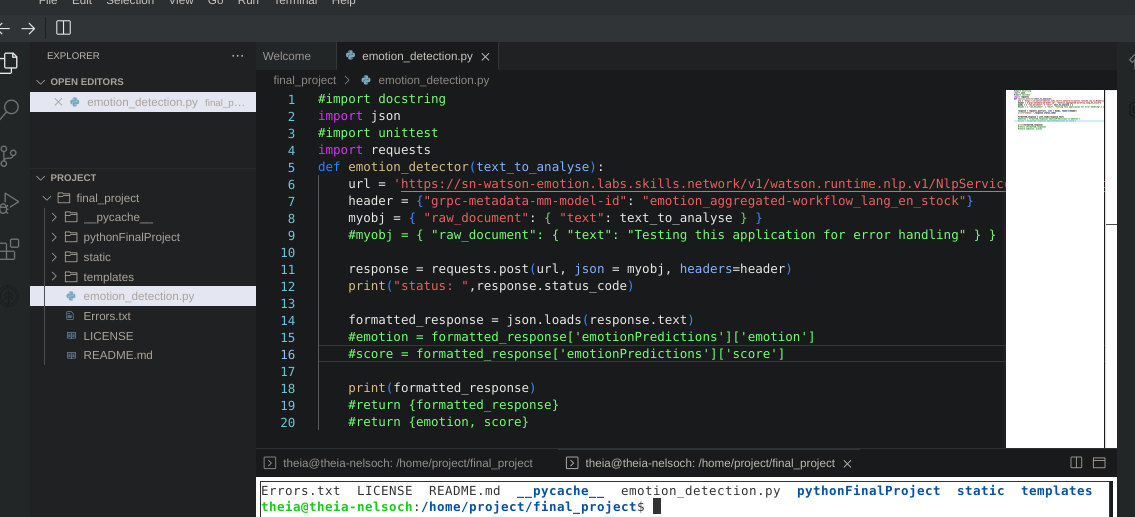 File Edit Selection View Go Run Terminal Help
EXPLORER
OPEN EDITORS
emotion_detection.py final_p...
PROJECT
final_project
__pycache__
pythonFinalProject
static
templates
emotion_detection.py
Errors.txt
LICENSE
README.md
Welcome
emotion_detection.py
final_project
emotion_detection.py
1 #import docstring
2 import json
3 #import unittest
4 import requests
5 def emotion_detector(text_to_analyse):
6 url = 'https://sn-watson-emotion.labs.skills.network/v1/watson.runtime.nlp.v1/NlpServic
7 header = {"grpc-metadata-mm-model-id": "emotion_aggregated-workflow_lang_en_stock"}
8 myobj = { "raw_document": { "text": text_to_analyse } }
9 #myobj = { "raw_document": { "text": "Testing this application for error handling" } }
10
11 response = requests.post(url, json = myobj, headers=header)
12 print("status: ",response.status_code)
13
14 formatted_response = json.loads(response.text)
15 #emotion = formatted_response['emotionPredictions']['emotion']
16 #score = formatted_response['emotionPredictions']['score']
17
18 print(formatted_response)
19 #return {formatted_response}
20 #return {emotion, score}
theia@theia-nelsoch: /home/project/final_project
theia@theia-nelsoch: /home/project/final_project
Errors.txt LICENSE README.md __pycache__ emotion_detection.py pythonFinalProject static templates
theia@theia-nelsoch:/home/project/final_project$